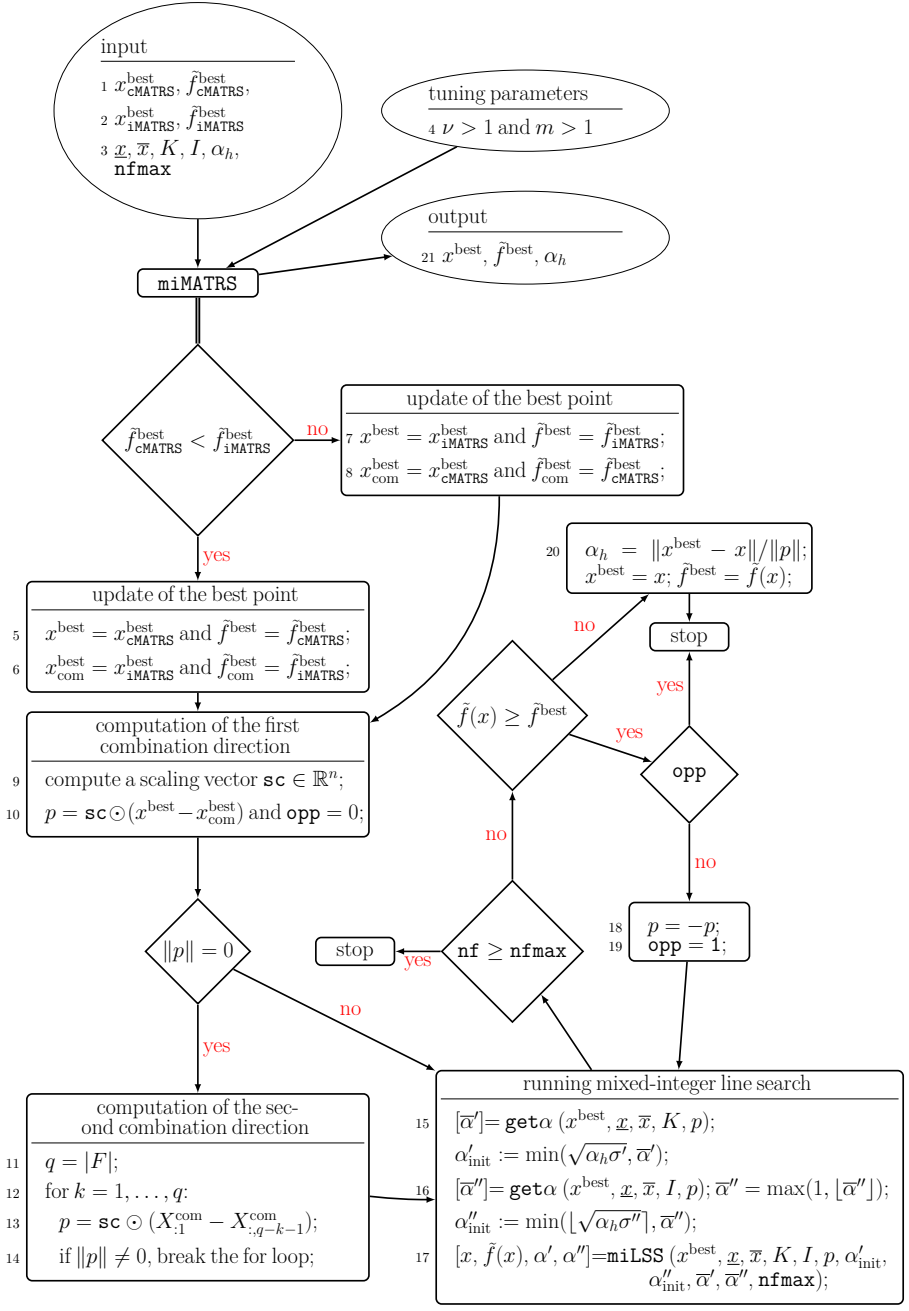 input
1 x^best_cMATRS, f̃^best_cMATRS,
2 x^best_iMATRS, f̃^best_iMATRS
3 x̲, x̅, K, I, α_h,
nfmax
tuning parameters
4 ν > 1 and m > 1
output
21 x^best, f̃^best, α_h
miMATRS
f̃^best_cMATRS < f̃^best_iMATRS
no
update of the best point
7 x^best = x^best_iMATRS and f̃^best = f̃^best_iMATRS;
8 x^best_com = x^best_cMATRS and f̃^best_com = f̃^best_cMATRS;
yes
update of the best point
5 x^best = x^best_cMATRS and f̃^best = f̃^best_cMATRS;
6 x^best_com = x^best_iMATRS and f̃^best_com = f̃^best_iMATRS;
computation of the first
combination direction
9 compute a scaling vector sc ∈ ℝ^n;
10 p = sc⊙(x^best−x^best_com) and opp = 0;
‖p‖ = 0
no
yes
computation of the sec-
ond combination direction
11 q = |F|;
12 for k = 1, . . . , q:
13 p = sc ⊙ (X^com_:1 − X^com_:,q−k−1);
14 if ‖p‖ ≠ 0, break the for loop;
running mixed-integer line search
15 [α̅′]= getα (x^best, x̲, x̅, K, p);
α′_init := min(√(α_h σ′), α̅′);
16 [α̅″]= getα (x^best, x̲, x̅, I, p); α̅″ = max(1, ⌊α̅″⌋);
α″_init := min(⌊√(α_h σ″)⌉, α̅″);
17 [x, f̃(x), α′, α″]=miLSS (x^best, x̲, x̅, K, I, p, α′_init,
α″_init, α̅′, α̅″, nfmax);
nf ≥ nfmax
yes
stop
no
f̃(x) ≥ f̃^best
no
20 α_h = ‖x^best − x‖/‖p‖;
x^best = x; f̃^best = f̃(x);
stop
yes
yes
opp
no
18 p = −p;
19 opp = 1;